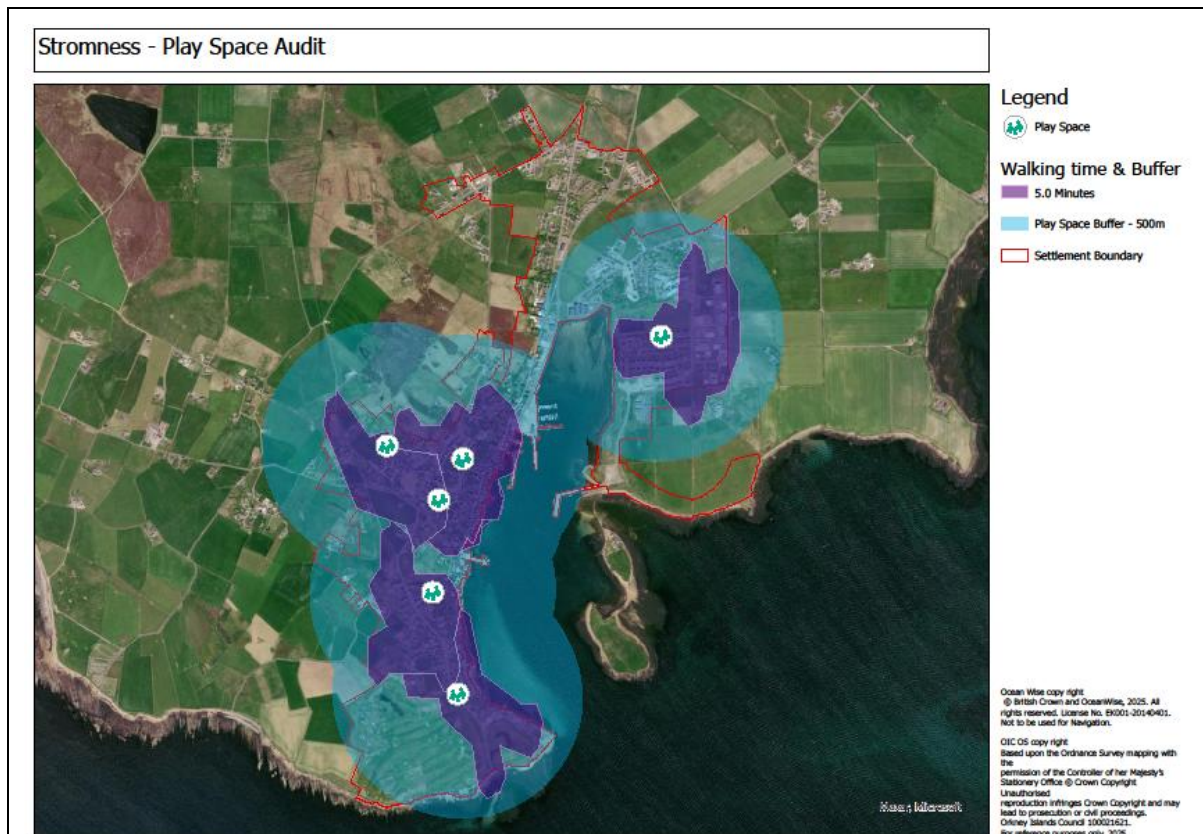 Stromness - Play Space Audit
Legend
Play Space
Walking time & Buffer
5.0 Minutes
Play Space Buffer - 500m
Settlement Boundary
Ocean Wise copy right
© British Crown and OceanWise, 2025. All
rights reserved. License No. EK001-20140401.
Not to be used for Navigation.
OIC OS copy right
Based upon the Ordnance Survey mapping with
the
permission of the Controller of her Majesty's
Stationery Office © Crown Copyright
Unauthorised
reproduction infringes Crown Copyright and may
lead to prosecution or civil proceedings.
Orkney Islands Council 100021621.
For reference purposes only, 2025
Maxar, Microsoft